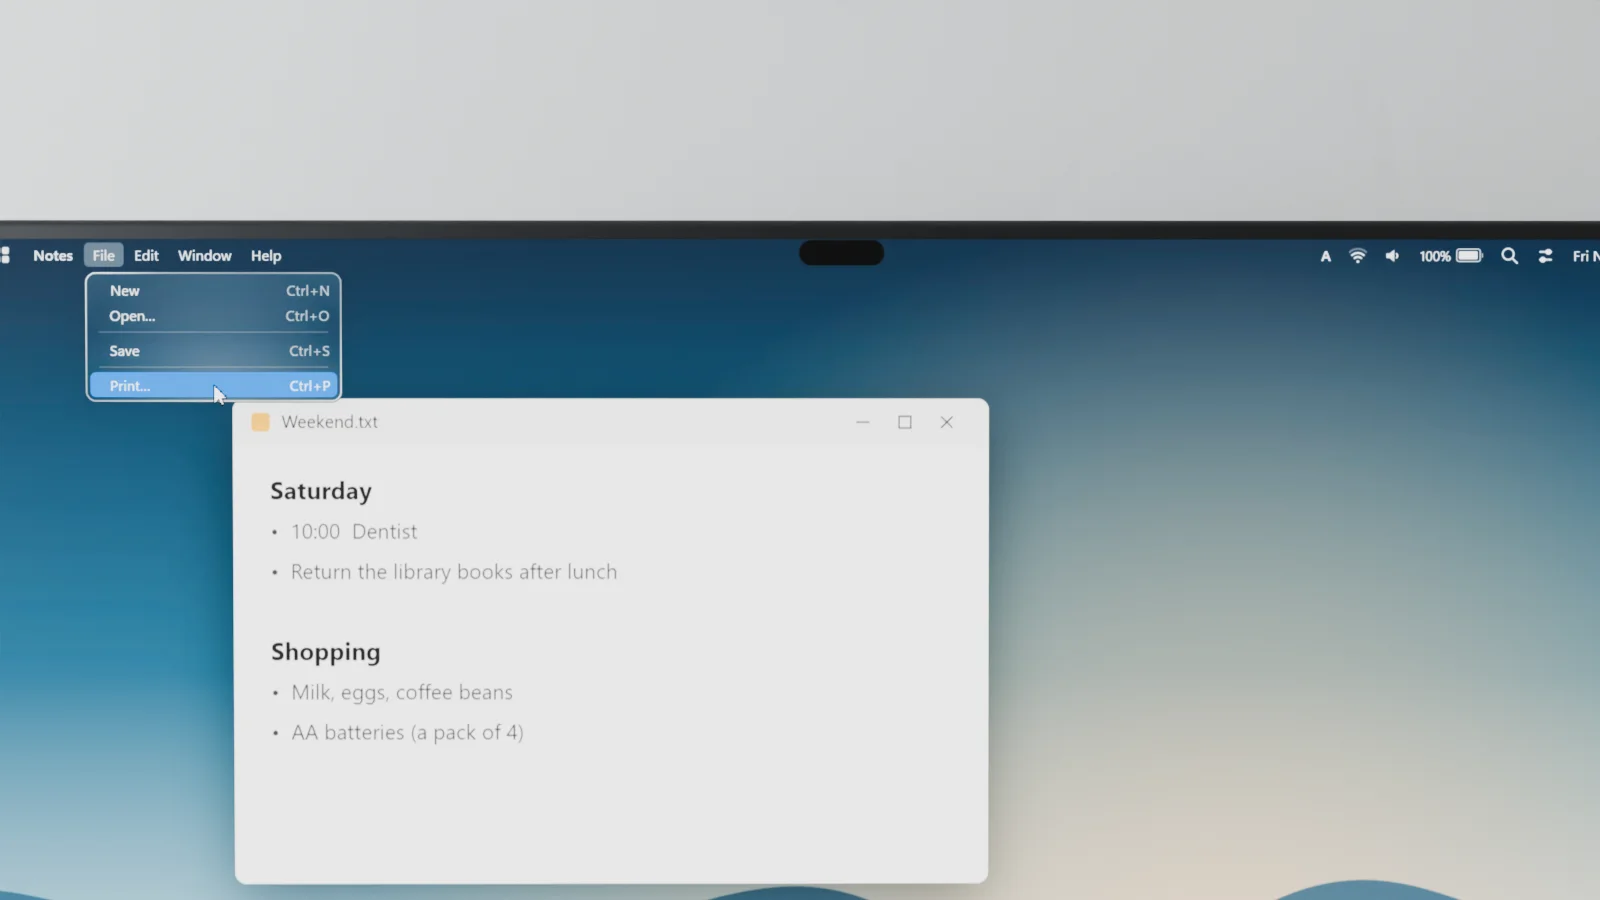 Notes File Edit Window Help A 100% Fri
New Ctrl+N
Open... Ctrl+O
Save Ctrl+S
Print... Ctrl+P
Weekend.txt
Saturday
• 10:00 Dentist
• Return the library books after lunch
Shopping
• Milk, eggs, coffee beans
• AA batteries (a pack of 4)